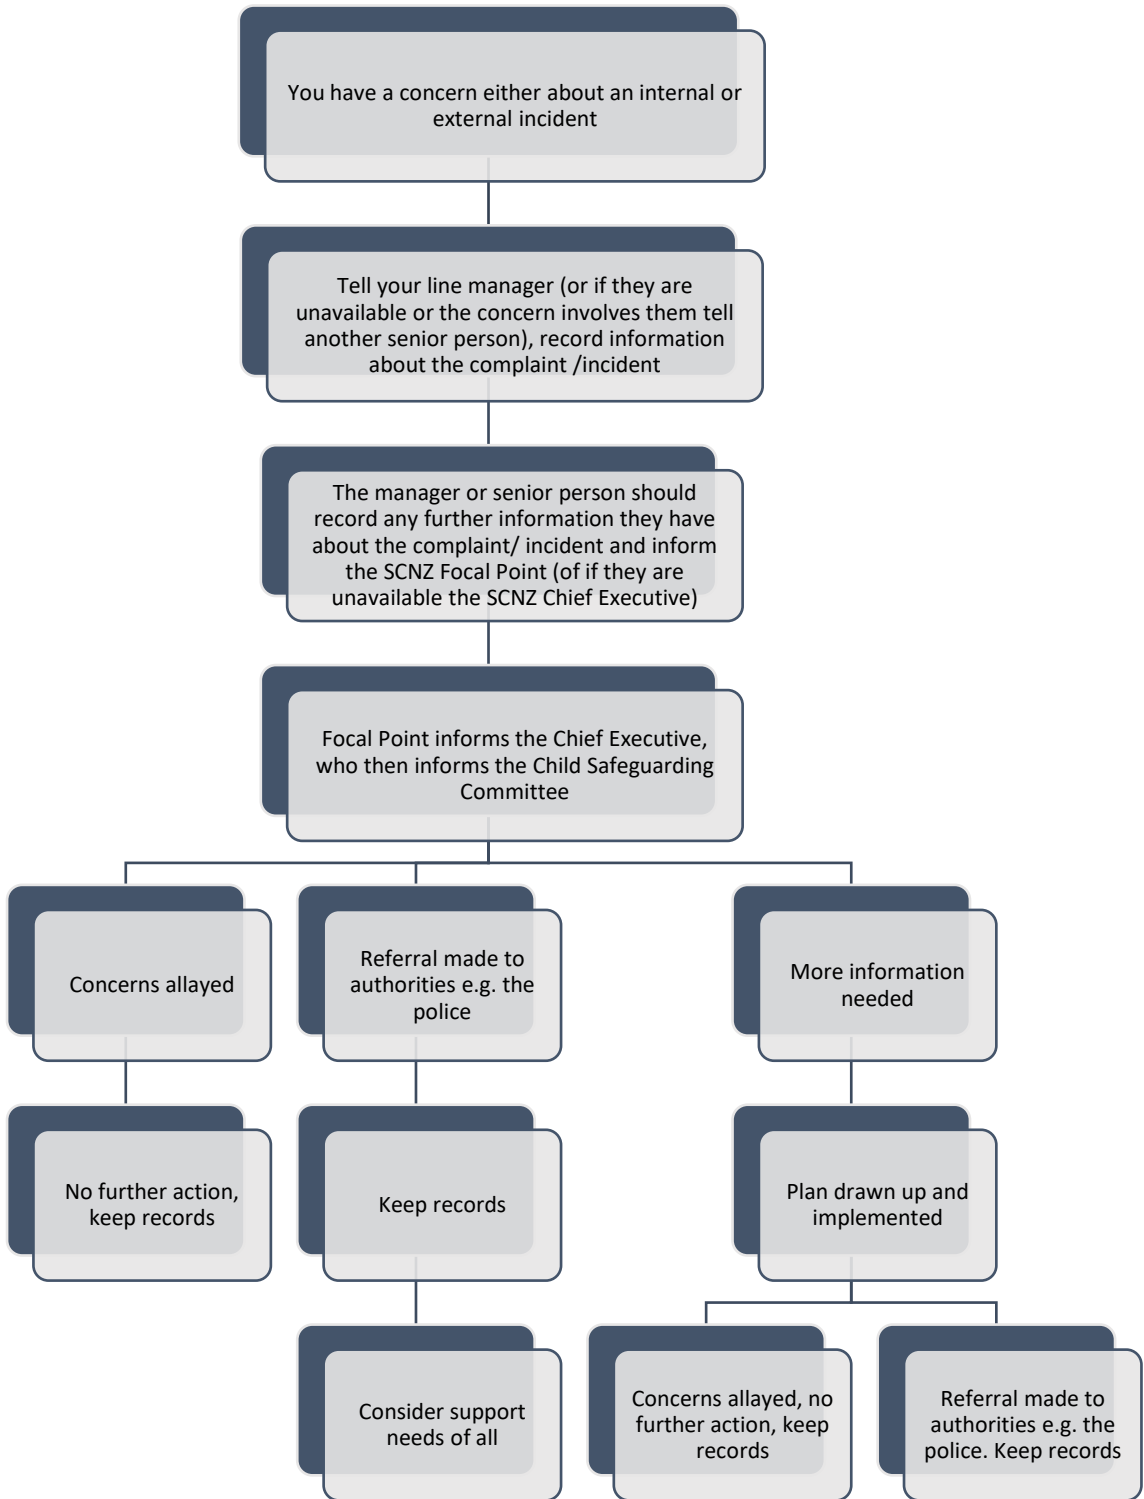 You have a concern either about an internal or
external incident
Tell your line manager (or if they are
unavailable or the concern involves them tell
another senior person), record information
about the complaint /incident
The manager or senior person should
record any further information they have
about the complaint/ incident and inform
the SCNZ Focal Point (of if they are
unavailable the SCNZ Chief Executive)
Focal Point informs the Chief Executive,
who then informs the Child Safeguarding
Committee
Concerns allayed
Referral made to
authorities e.g. the
police
More information
needed
No further action,
keep records
Keep records
Plan drawn up and
implemented
Consider support
needs of all
Concerns allayed, no
further action, keep
records
Referral made to
authorities e.g. the
police. Keep records